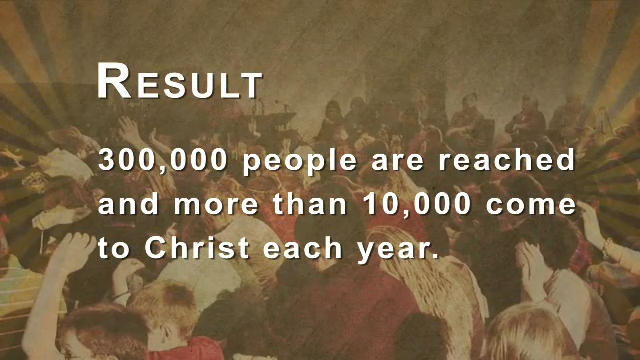 RESULT
300,000 people are reached
and more than 10,000 come
to Christ each year.